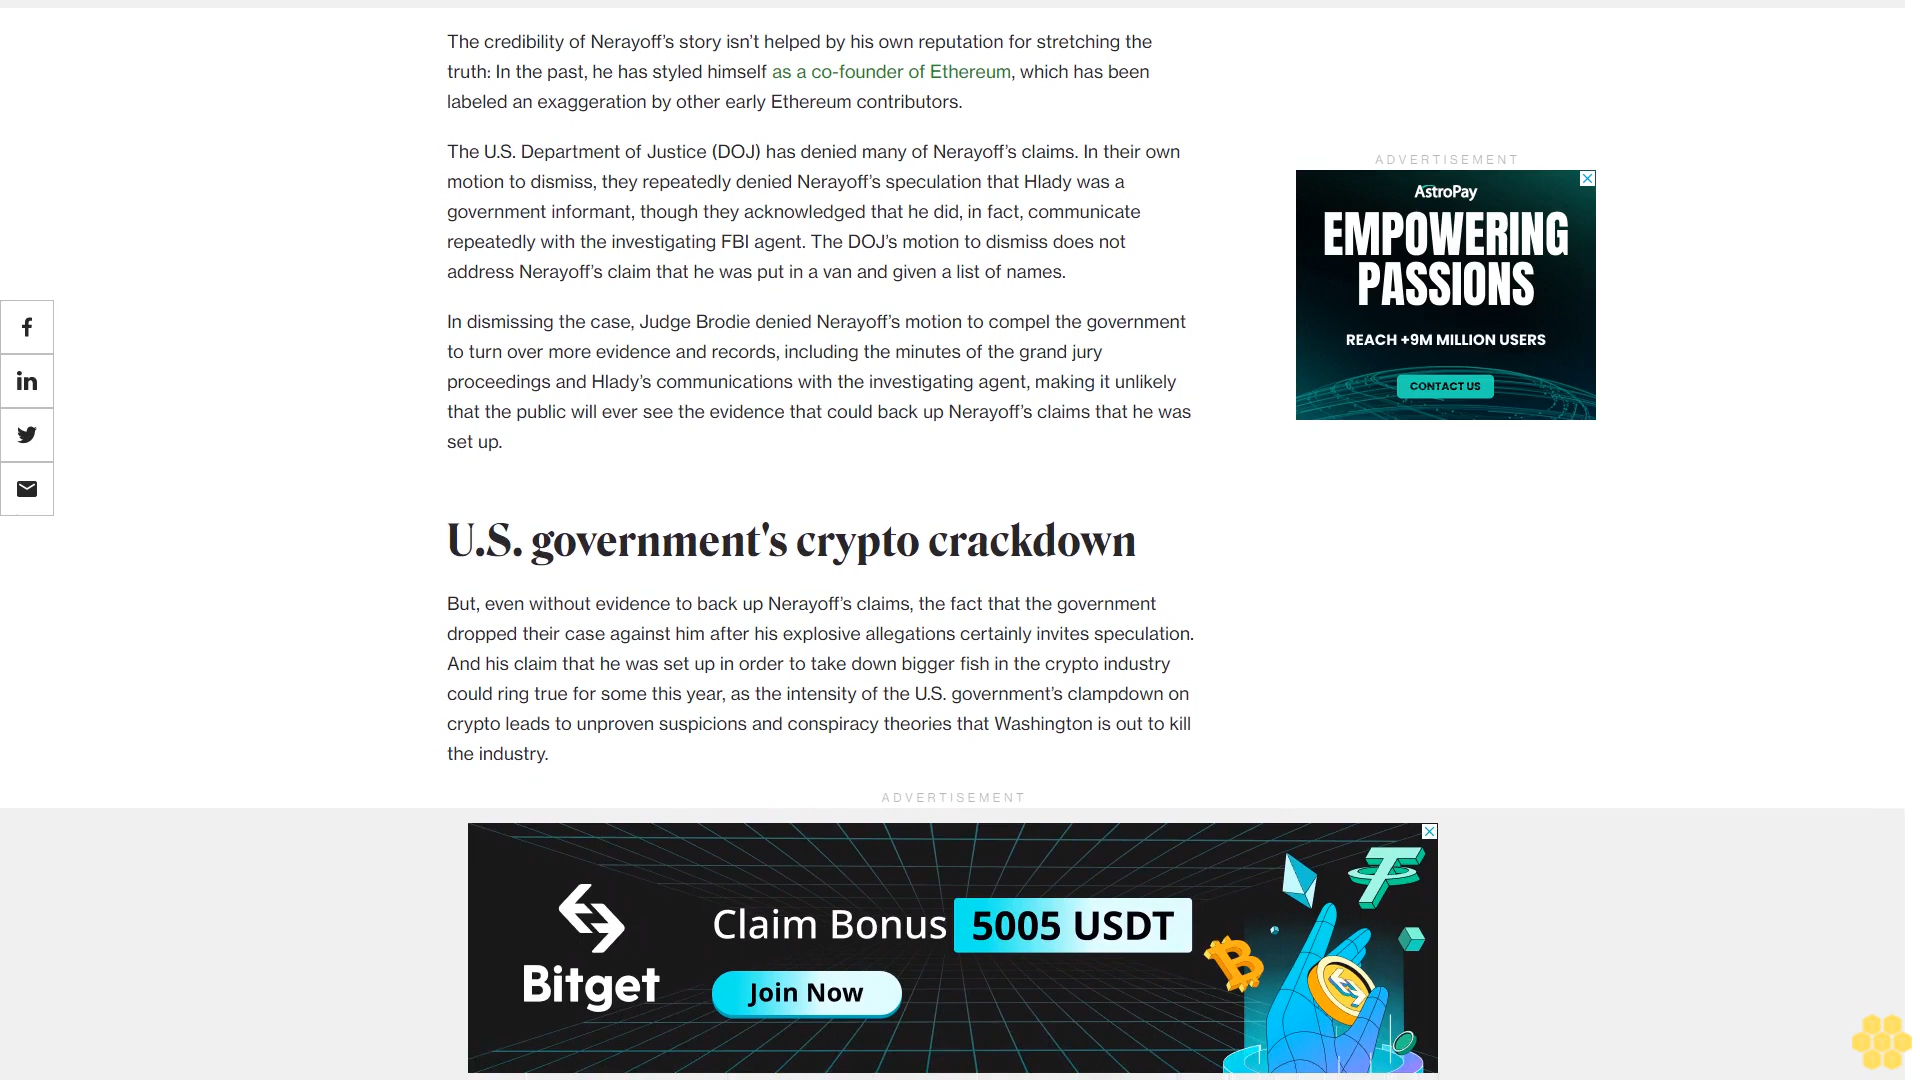 The credibility of Nerayoff’s story isn’t helped by his own reputation for stretching the
truth: In the past, he has styled himself as a co-founder of Ethereum, which has been
labeled an exaggeration by other early Ethereum contributors.
The U.S. Department of Justice (DOJ) has denied many of Nerayoff’s claims. In their own
motion to dismiss, they repeatedly denied Nerayoff’s speculation that Hlady was a
government informant, though they acknowledged that he did, in fact, communicate
repeatedly with the investigating FBI agent. The DOJ’s motion to dismiss does not
address Nerayoff’s claim that he was put in a van and given a list of names.
In dismissing the case, Judge Brodie denied Nerayoff’s motion to compel the government
to turn over more evidence and records, including the minutes of the grand jury
proceedings and Hlady’s communications with the investigating agent, making it unlikely
that the public will ever see the evidence that could back up Nerayoff’s claims that he was
set up.
U.S. government's crypto crackdown
But, even without evidence to back up Nerayoff’s claims, the fact that the government
dropped their case against him after his explosive allegations certainly invites speculation.
And his claim that he was set up in order to take down bigger fish in the crypto industry
could ring true for some this year, as the intensity of the U.S. government’s clampdown on
crypto leads to unproven suspicions and conspiracy theories that Washington is out to kill
the industry.
ADVERTISEMENT
AstroPay
EMPOWERING
PASSIONS
REACH +9M MILLION USERS
CONTACT US
ADVERTISEMENT
Bitget
Claim Bonus 5005 USDT
Join Now